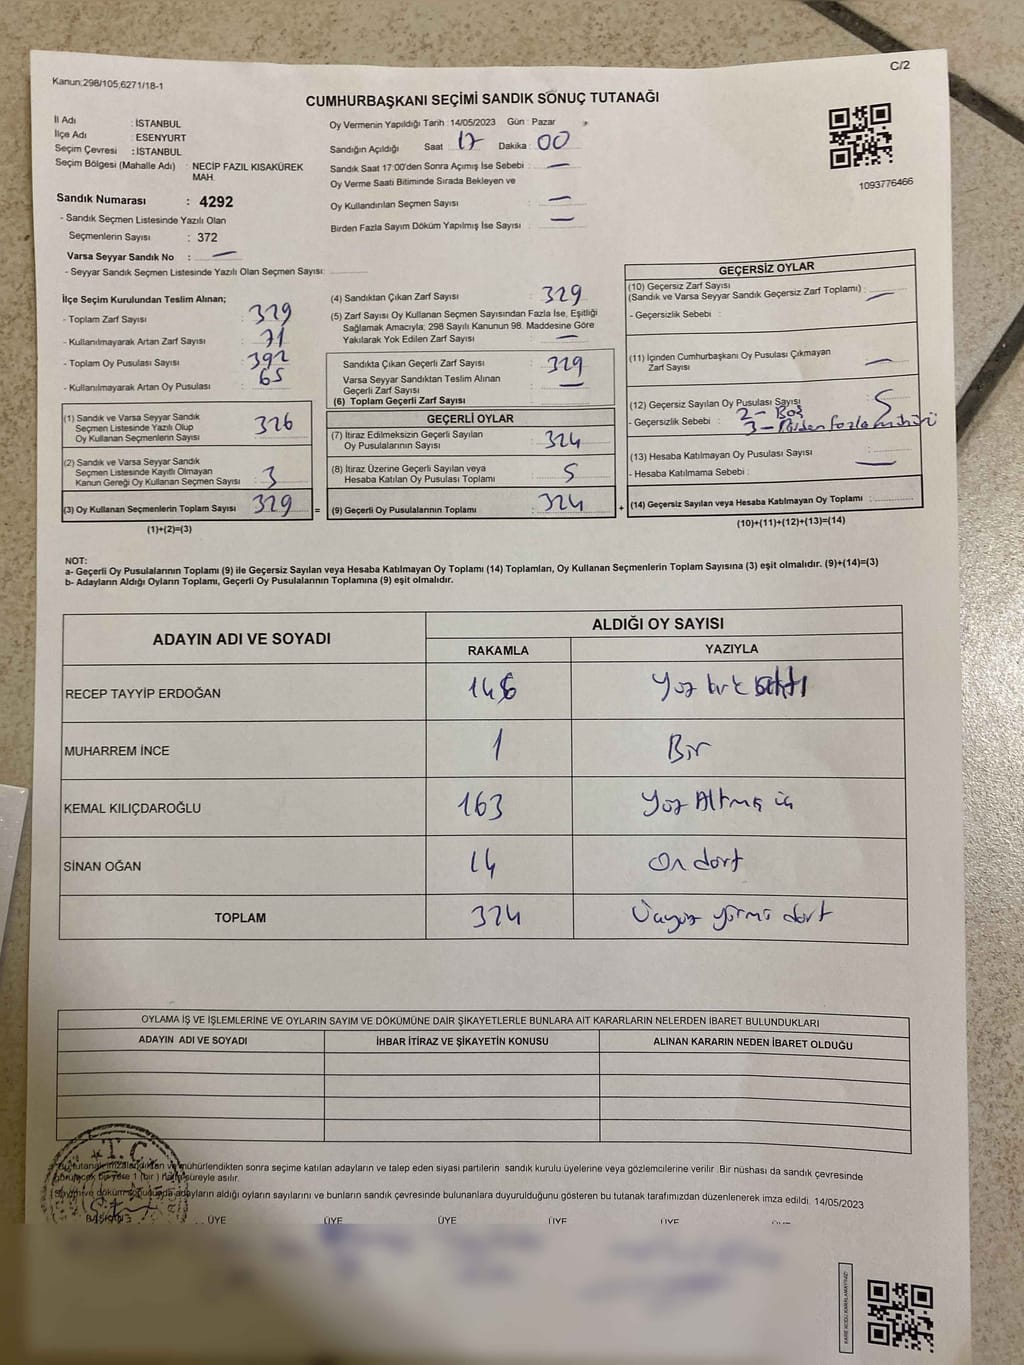 C/2
Kanun;298/105,6271/18-1
CUMHURBAŞKANI SEÇİMİ SANDIK SONUÇ TUTANAĞI
İl Adı : İSTANBUL
İlçe Adı : ESENYURT
Seçim Çevresi : İSTANBUL
Seçim Bölgesi (Mahalle Adı) : NECİP FAZIL KISAKÜREK MAH.
Sandık Numarası : 4292
- Sandık Seçmen Listesinde Yazılı Olan
Seçmenlerin Sayısı : 372
Varsa Seyyar Sandık No : —
- Seyyar Sandık Seçmen Listesinde Yazılı Olan Seçmen Sayısı:
Oy Vermenin Yapıldığı Tarih : 14/05/2023 Gün : Pazar
Sandığın Açıldığı Saat 17 Dakika : 00
Sandık Saat 17:00'den Sonra Açımış İse Sebebi : —
Oy Verme Saati Bitiminde Sırada Bekleyen ve
Oy Kullandırılan Seçmen Sayısı : —
Birden Fazla Sayım Döküm Yapılmış İse Sayısı : —
1093776466
İlçe Seçim Kurulundan Teslim Alınan;
- Toplam Zarf Sayısı : 329
- Kullanılmayarak Artan Zarf Sayısı : 71
- Toplam Oy Pusulası Sayısı : 392
- Kullanılmayarak Artan Oy Pusulası : 65
(1) Sandık ve Varsa Seyyar Sandık
Seçmen Listesinde Yazılı Olup
Oy Kullanan Seçmenlerin Sayısı : 326
(2) Sandık ve Varsa Seyyar Sandık
Seçmen Listesinde Kayıtlı Olmayan
Kanun Gereği Oy Kullanan Seçmen Sayısı : 3
(3) Oy Kullanan Seçmenlerin Toplam Sayısı : 329 =
(1)+(2)=(3)
(4) Sandıktan Çıkan Zarf Sayısı : 329
(5) Zarf Sayısı Oy Kullanan Seçmen Sayısından Fazla İse, Eşitliği
Sağlamak Amacıyla; 298 Sayılı Kanunun 98. Maddesine Göre
Yakılarak Yok Edilen Zarf Sayısı : —
Sandıkta Çıkan Geçerli Zarf Sayısı : 329
Varsa Seyyar Sandıktan Teslim Alınan
Geçerli Zarf Sayısı : —
(6) Toplam Geçerli Zarf Sayısı
GEÇERLİ OYLAR
(7) İtiraz Edilmeksizin Geçerli Sayılan
Oy Pusulalarının Sayısı : 324
(8) İtiraz Üzerine Geçerli Sayılan veya
Hesaba Katılan Oy Pusulası Toplamı : 5
(9) Geçerli Oy Pusulalarının Toplamı : 324 +
GEÇERSİZ OYLAR
(10) Geçersiz Zarf Sayısı
(Sandık ve Varsa Seyyar Sandık Geçersiz Zarf Toplamı) : —
- Geçersizlik Sebebi :
(11) İçinden Cumhurbaşkanı Oy Pusulası Çıkmayan
Zarf Sayısı : —
(12) Geçersiz Sayılan Oy Pusulası Sayısı : 5
- Geçersizlik Sebebi : 2 - Boş
3 - Birden fazla mühürü
(13) Hesaba Katılmayan Oy Pusulası Sayısı : —
- Hesaba Katılmama Sebebi :
(14) Geçersiz Sayılan veya Hesaba Katılmayan Oy Toplamı :
(10)+(11)+(12)+(13)=(14)
NOT:
a- Geçerli Oy Pusulalarının Toplamı (9) ile Geçersiz Sayılan veya Hesaba Katılmayan Oy Toplamı (14) Toplamları, Oy Kullanan Seçmenlerin Toplam Sayısına (3) eşit olmalıdır. (9)+(14)=(3)
b- Adayların Aldığı Oyların Toplamı, Geçerli Oy Pusulalarının Toplamına (9) eşit olmalıdır.
ADAYIN ADI VE SOYADI ALDIĞI OY SAYISI
RAKAMLA YAZIYLA
RECEP TAYYİP ERDOĞAN 146 Yüz kırk
MUHARREM İNCE 1 Bir
KEMAL KILIÇDAROĞLU 163 Yüz Altmış üç
SİNAN OĞAN 14 On dört
TOPLAM 324 Üçyüz yirmi dört
OYLAMA İŞ VE İŞLEMLERİNE VE OYLARIN SAYIM VE DÖKÜMÜNE DAİR ŞİKAYETLERLE BUNLARA AİT KARARLARIN NELERDEN İBARET BULUNDUKLARI
ADAYIN ADI VE SOYADI İHBAR İTİRAZ VE ŞİKAYETİN KONUSU ALINAN KARARIN NEDEN İBARET OLDUĞU
T.C.
Bu tutanak imzalandıktan ve mühürlendikten sonra seçime katılan adayların ve talep eden siyasi partilerin sandık kurulu üyelerine veya gözlemcilerine verilir .Bir nüshası da sandık çevresinde
görülecek bir yere 1 (bir) hafta süreyle asılır.
Sayım ve döküm sonucunda adayların aldığı oyların sayılarını ve bunların sandık çevresinde bulunanlara duyurulduğunu gösteren bu tutanak tarafımızdan düzenlenerek imza edildi. 14/05/2023
BAŞKAN ÜYE ÜYE ÜYE ÜYE ÜYE ÜYE